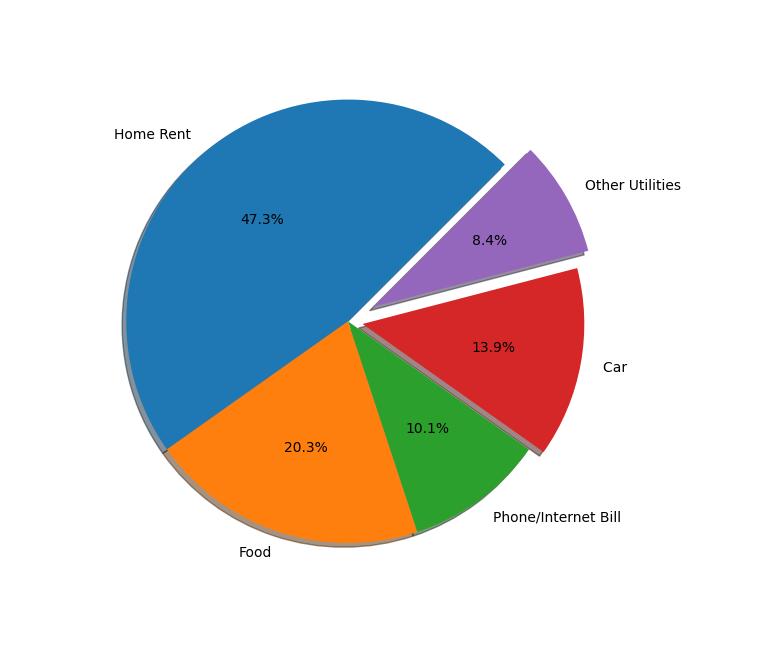 Home Rent
47.3%
Other Utilities
8.4%
13.9%
Car
10.1%
20.3%
Phone/Internet Bill
Food